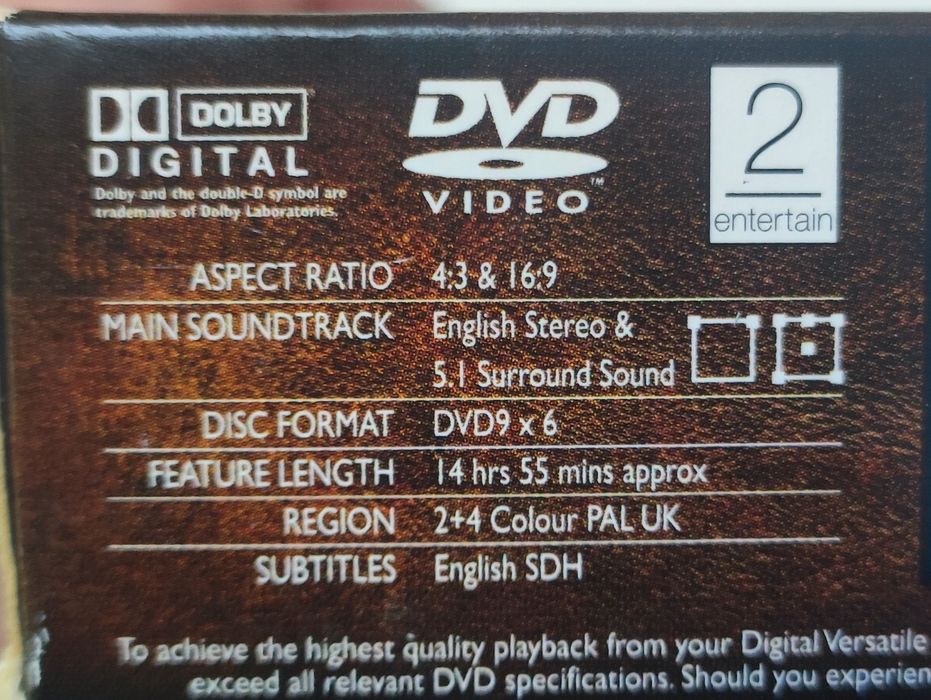 DOLBY
DIGITAL
Dolby and the double-D symbol are
trademarks of Dolby Laboratories.
DVD
VIDEO™
2
entertain
ASPECT RATIO 4:3 & 16:9
MAIN SOUNDTRACK English Stereo &
5.1 Surround Sound
DISC FORMAT DVD9 x 6
FEATURE LENGTH 14 hrs 55 mins approx
REGION 2+4 Colour PAL UK
SUBTITLES English SDH
To achieve the highest quality playback from your Digital Versatile
exceed all relevant DVD specifications. Should you experien